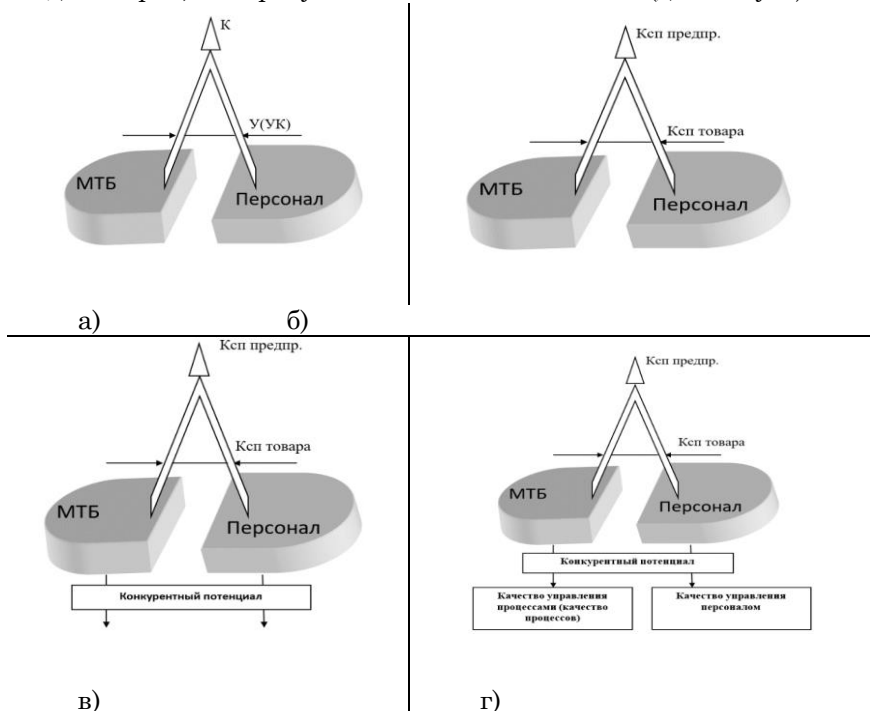 К
У(УК)
МТБ
Персонал
Ксп предпр.
Ксп товара
МТБ
Персонал
а) б)
Ксп предпр.
Ксп товара
МТБ
Персонал
Конкурентный потенциал
в)
Ксп предпр.
Ксп товара
МТБ
Персонал
Конкурентный потенциал
Качество управления
процессами (качество
процессов)
Качество управления
персоналом
г)